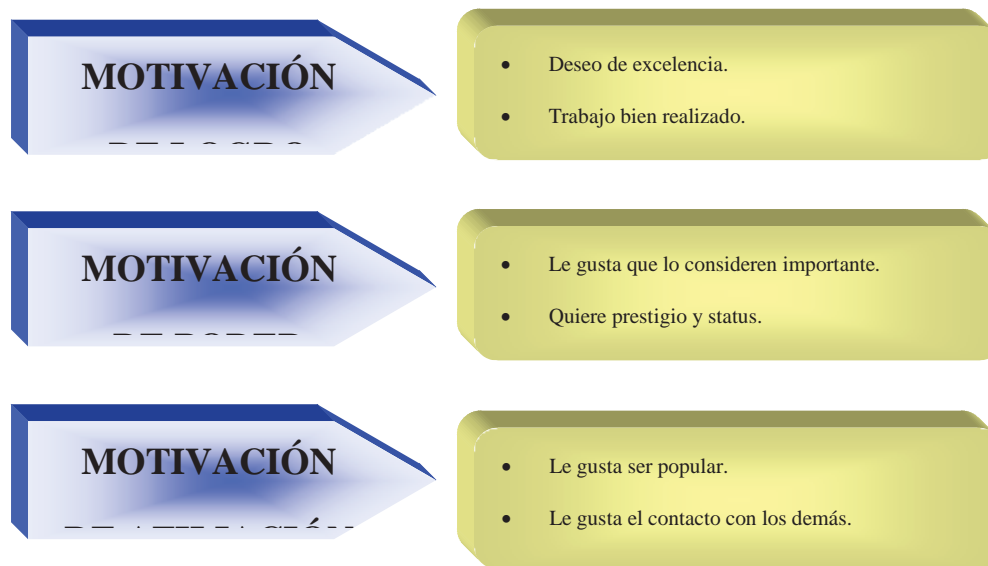 MOTIVACIÓN
• Deseo de excelencia.
• Trabajo bien realizado.
MOTIVACIÓN
• Le gusta que lo consideren importante.
• Quiere prestigio y status.
MOTIVACIÓN
• Le gusta ser popular.
• Le gusta el contacto con los demás.